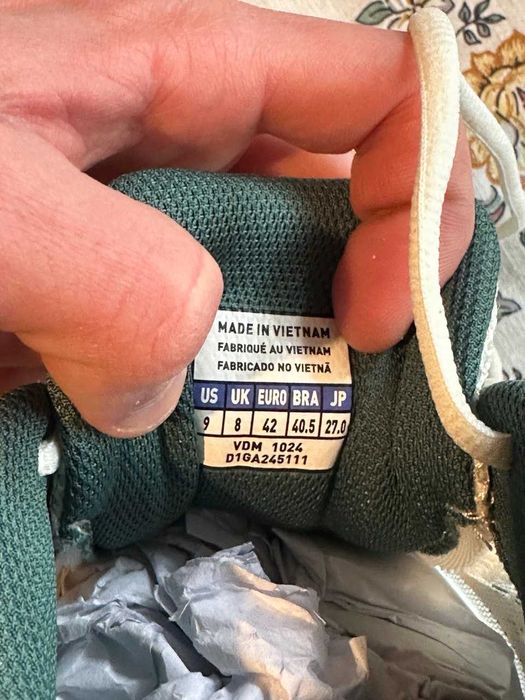 MADE IN VIETNAM
FABRIQUÉ AU VIETNAM
FABRICADO NO VIETNÃ
US UK EURO BRA JP
9 8 42 40.5 27.0
VDM 1024
D1GA245111